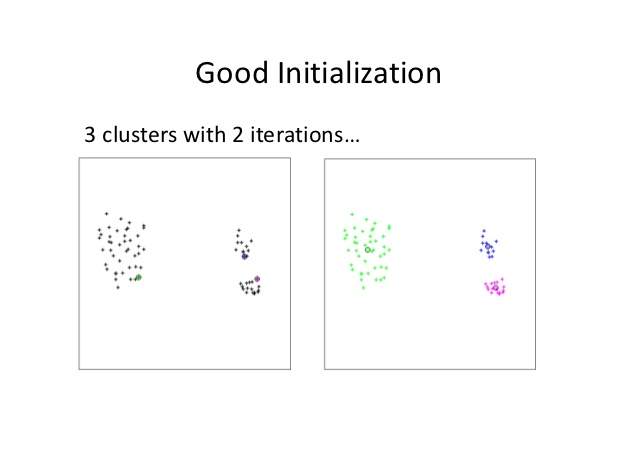 Good Initialization
3 clusters with 2 iterations…